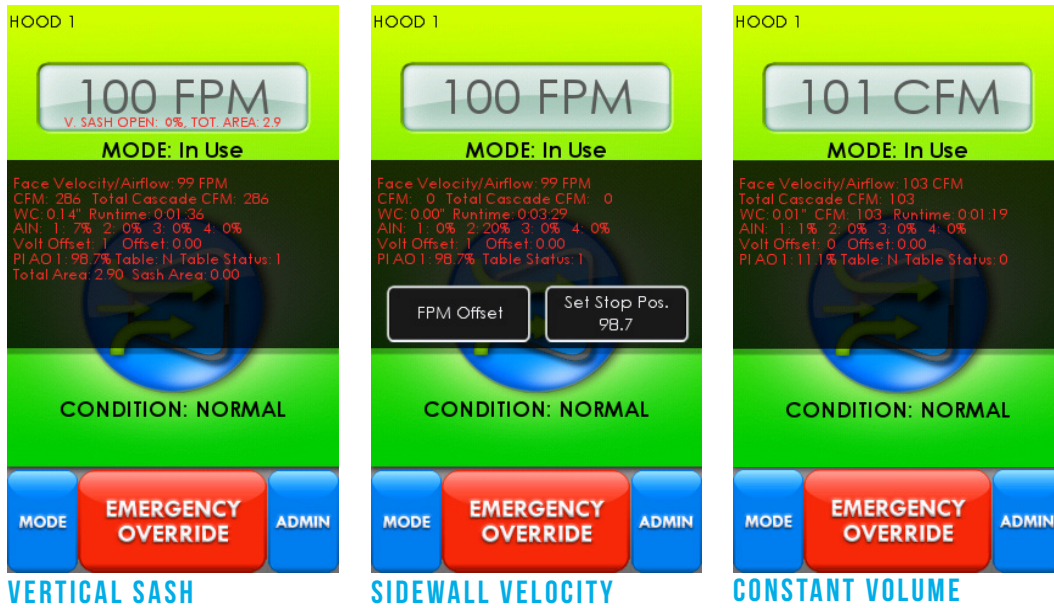 HOOD 1
100 FPM
V. SASH OPEN: 0%, TOT. AREA: 2.9
MODE: In Use
Face Velocity/Airflow: 99 FPM
CFM: 286 Total Cascade CFM: 286
WC: 0.14" Runtime: 0:01:36
AIN: 1: 7% 2: 0% 3: 0% 4: 0%
Volt Offset: 1 Offset: 0.00
PI AO 1: 98.7% Table: N Table Status: 1
Total Area: 2.90 Sash Area: 0.00
CONDITION: NORMAL
MODE
EMERGENCY
OVERRIDE
ADMIN
VERTICAL SASH
HOOD 1
100 FPM
MODE: In Use
Face Velocity/Airflow: 99 FPM
CFM: 0 Total Cascade CFM: 0
WC: 0.00" Runtime: 0:03:29
AIN: 1: 0% 2: 20% 3: 0% 4: 0%
Volt Offset: 1 Offset: 0.00
PI AO 1: 98.7% Table Status: 1
FPM Offset
Set Stop Pos.
98.7
CONDITION: NORMAL
MODE
EMERGENCY
OVERRIDE
ADMIN
SIDEWALL VELOCITY
HOOD 1
101 CFM
MODE: In Use
Face Velocity/Airflow: 103 CFM
Total Cascade CFM: 103
WC: 0.01" CFM: 103 Runtime: 0:01:19
AIN: 1: 1% 2: 0% 3: 0% 4: 0%
Volt Offset: 0 Offset: 0.00
PI AO 1: 11.1% Table: N Table Status: 0
CONDITION: NORMAL
MODE
EMERGENCY
OVERRIDE
ADMIN
CONSTANT VOLUME